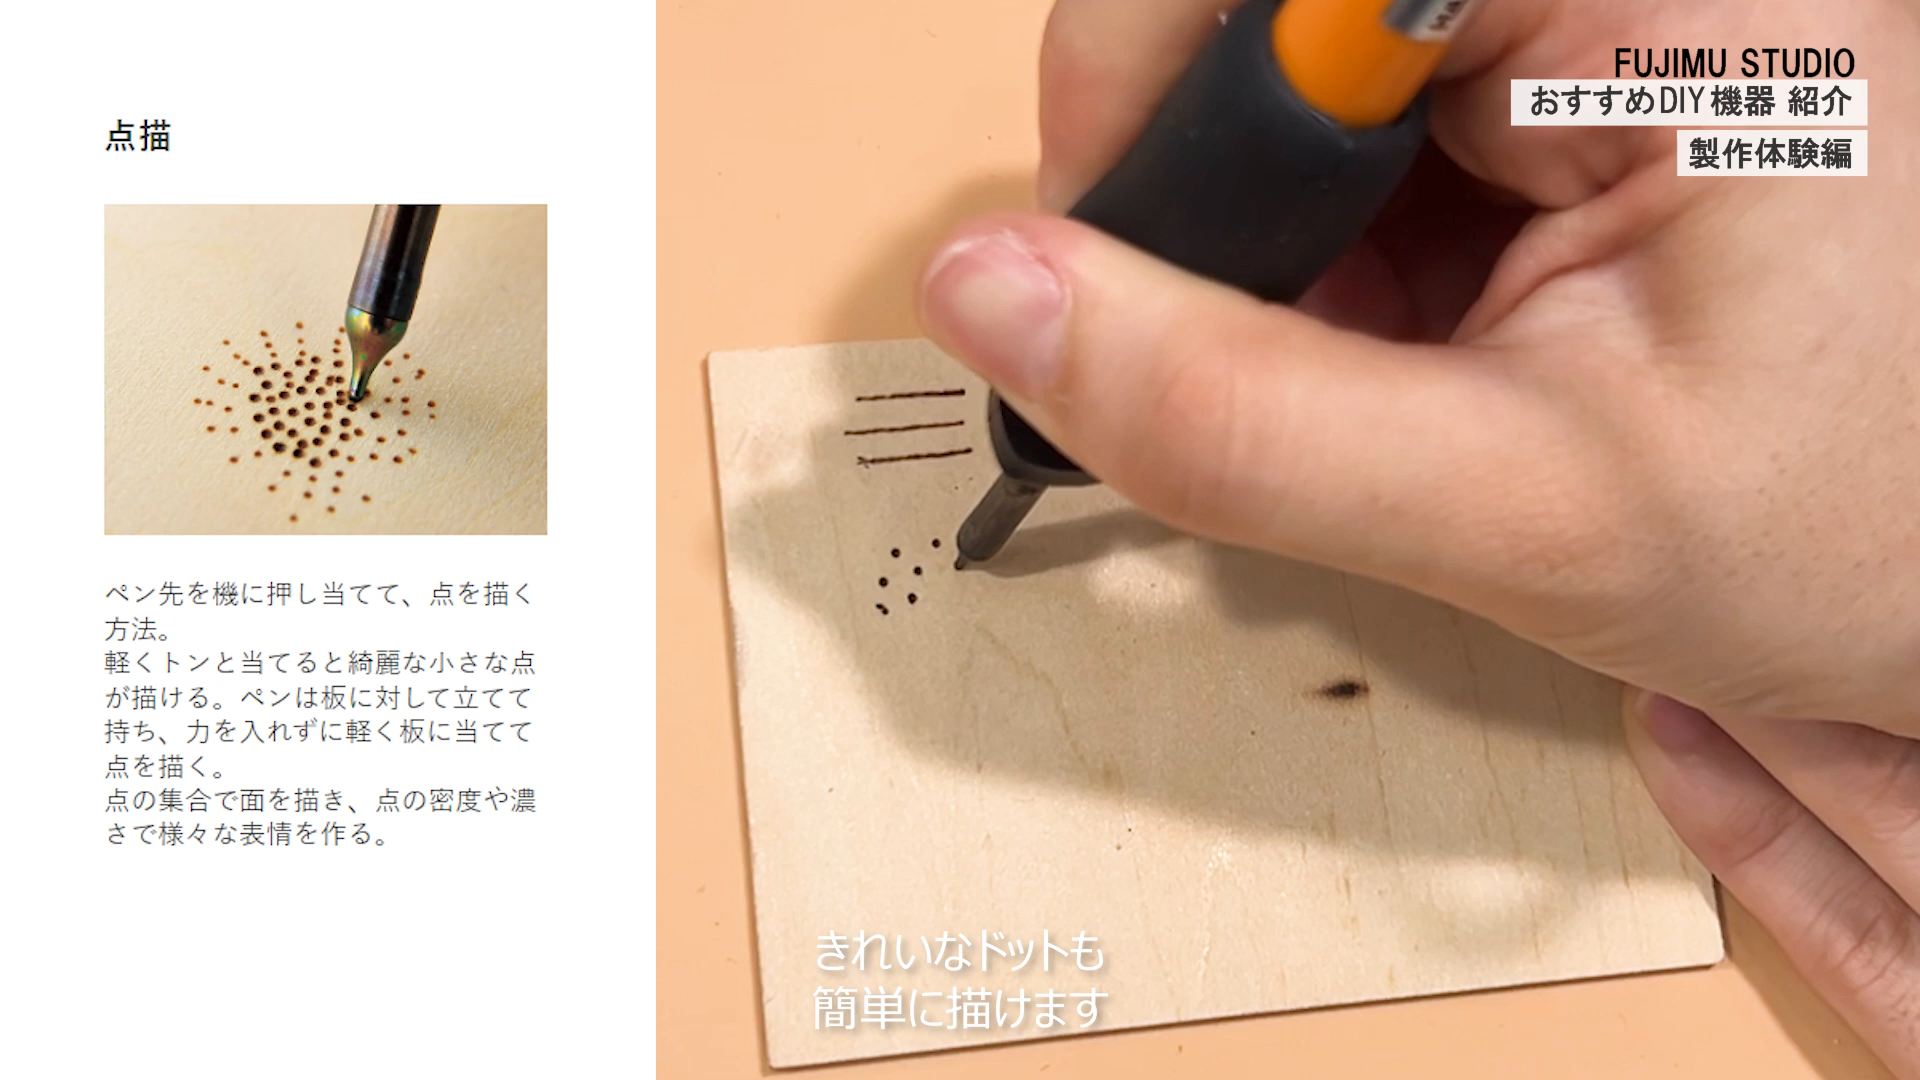 点描
ペン先を機に押し当てて、点を描く
方法。
軽くトンと当てると綺麗な小さな点
が描ける。ペンは板に対して立てて
持ち、力を入れずに軽く板に当てて
点を描く。
点の集合で面を描き、点の密度や濃
さで様々な表情を作る。
FUJIMU STUDIO
おすすめDIY機器 紹介
製作体験編
きれいなドットも
簡単に描けます